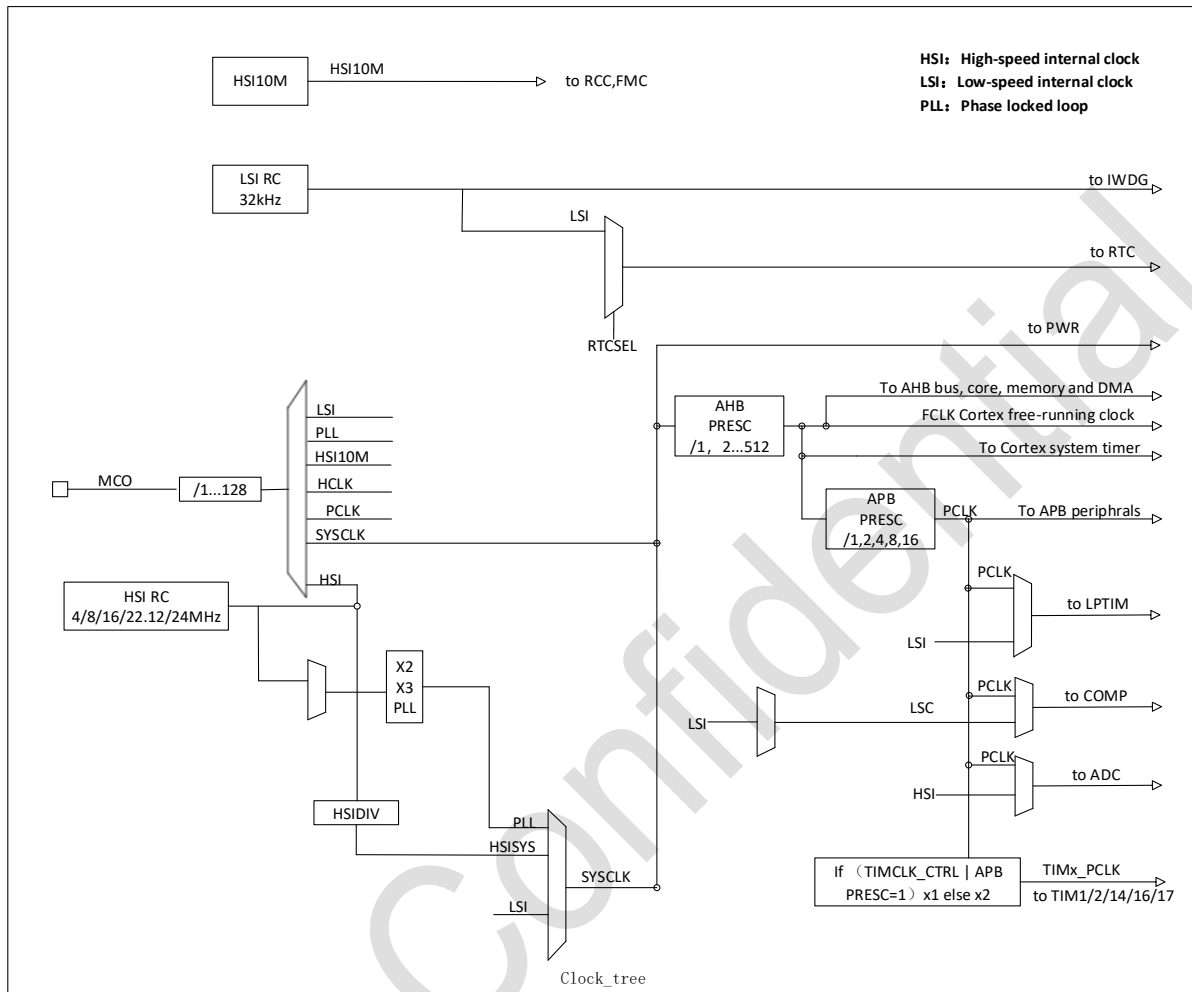 HSI: High-speed internal clock
LSI: Low-speed internal clock
PLL: Phase locked loop
HSI10M
HSI10M
to RCC,FMC
LSI RC
32kHz
to IWDG
LSI
to RTC
RTCSEL
to PWR
AHB
PRESC
/1, 2...512
To AHB bus, core, memory and DMA
FCLK Cortex free-running clock
To Cortex system timer
APB
PRESC
/1,2,4,8,16
PCLK
To APB periphrals
LSI
PLL
HSI10M
HCLK
PCLK
SYSCLK
HSI
MCO
/1...128
HSI RC
4/8/16/22.12/24MHz
X2
X3
PLL
HSIDIV
PLL
HSISYS
LSI
SYSCLK
PCLK
LSI
to LPTIM
LSI
LSC
PCLK
to COMP
PCLK
HSI
to ADC
If （TIMCLK_CTRL | APB
PRESC=1）x1 else x2
TIMx_PCLK
to TIM1/2/14/16/17
Clock_tree
Confidential